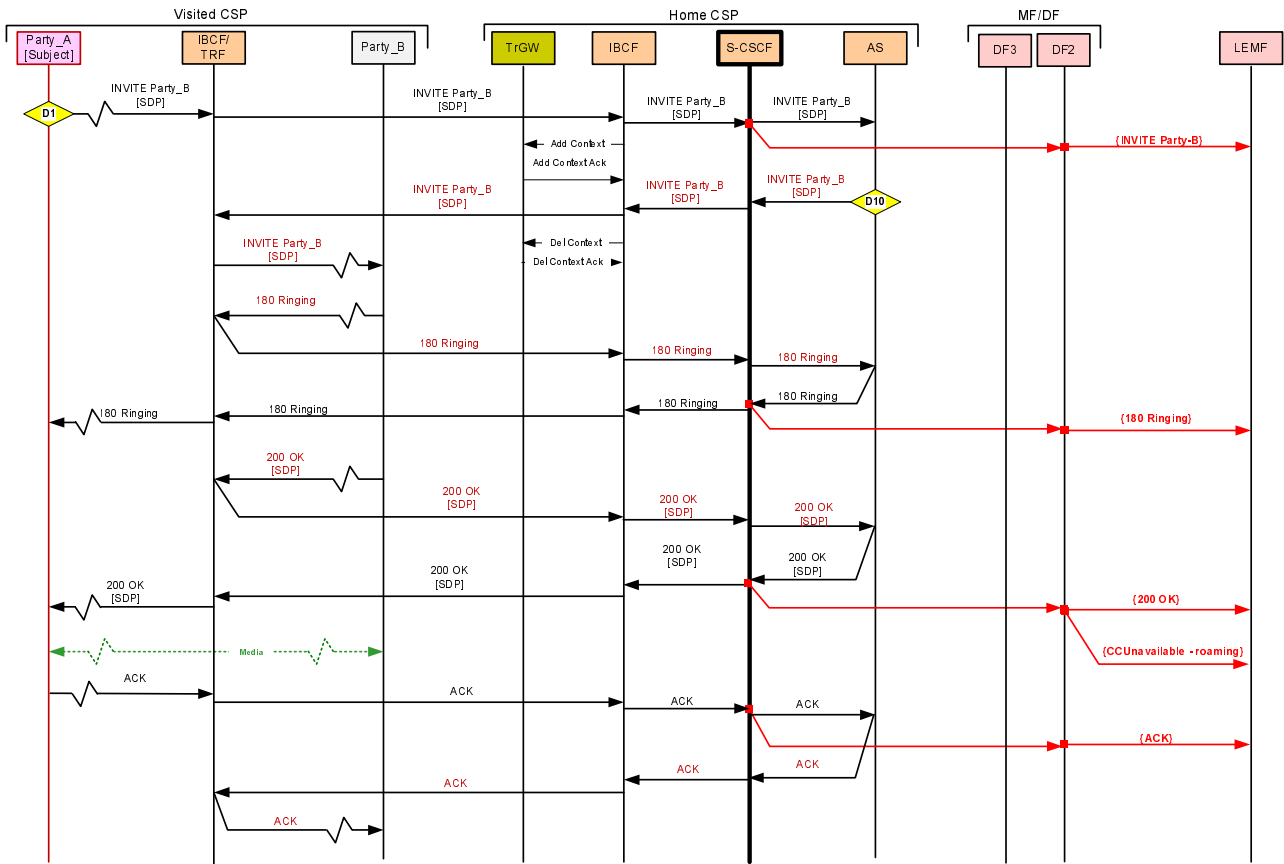 Visited CSP
Home CSP
MF/DF
Party_A
[Subject]
IBCF/
TRF
Party_B
TrGW
IBCF
S-CSCF
AS
DF3
DF2
LEMF
D1
INVITE Party_B
[SDP]
INVITE Party_B
[SDP]
INVITE Party_B
[SDP]
INVITE Party_B
[SDP]
{INVITE Party-B}
Add Context
Add Context Ack
INVITE Party_B
[SDP]
INVITE Party_B
[SDP]
INVITE Party_B
[SDP]
D10
INVITE Party_B
[SDP]
Del Context
Del Context Ack
180 Ringing
180 Ringing
180 Ringing
180 Ringing
180 Ringing
180 Ringing
180 Ringing
180 Ringing
{180 Ringing}
200 OK
[SDP]
200 OK
[SDP]
200 OK
[SDP]
200 OK
[SDP]
200 OK
[SDP]
200 OK
[SDP]
200 OK
[SDP]
200 OK
[SDP]
{200 OK}
Media
{CCUnavailable - roaming}
ACK
ACK
ACK
ACK
{ACK}
ACK
ACK
ACK
ACK